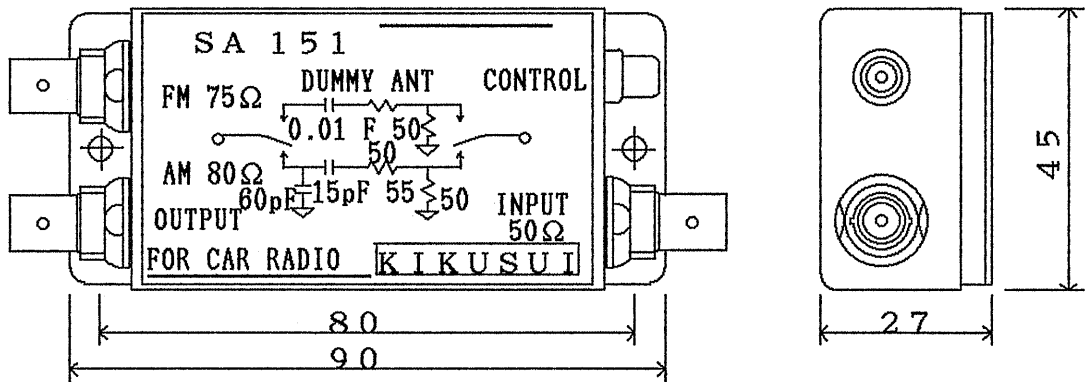 SA 151
DUMMY ANT
CONTROL
FM 75Ω
0.01 F 50
50
AM 80Ω
60pF 15pF 55 50
OUTPUT
INPUT
50Ω
FOR CAR RADIO
KIKUSUI
80
90
27
45